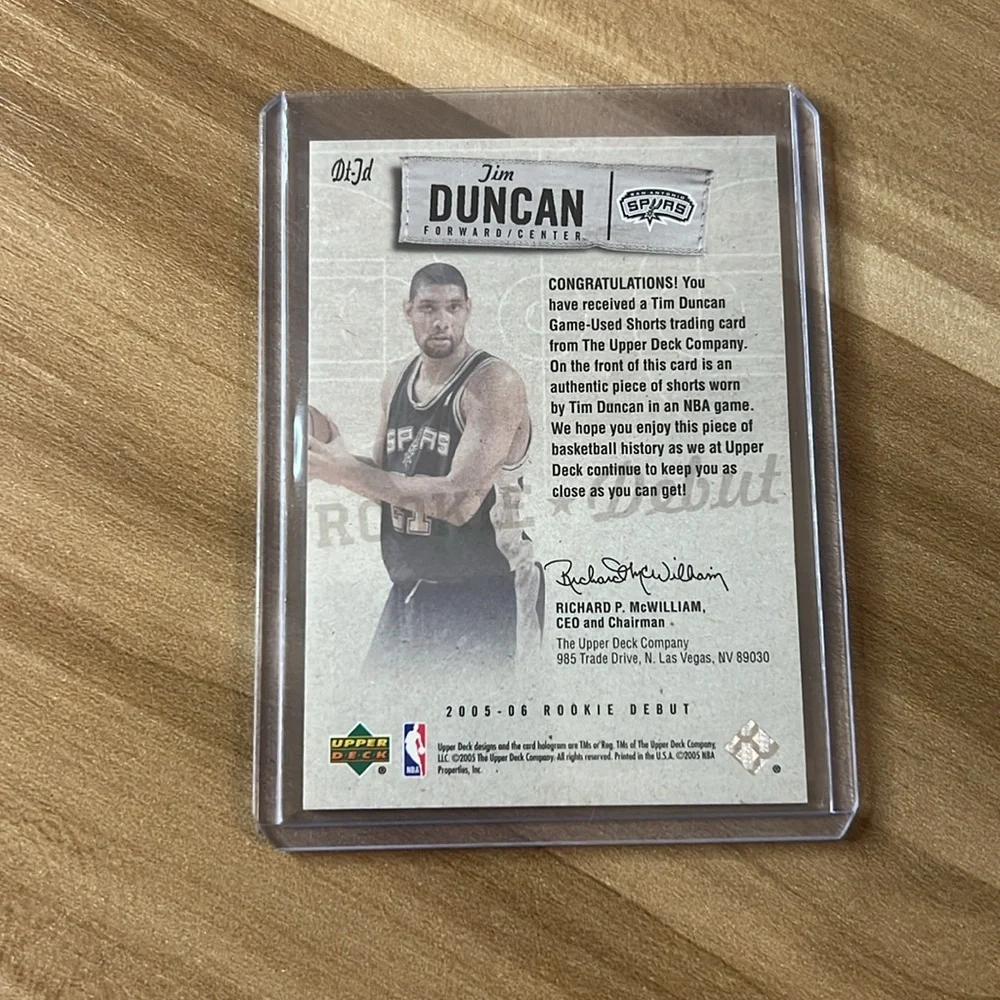 Dt-Jd
Tim
DUNCAN
FORWARD/CENTER
SAN ANTONIO
SPURS
CONGRATULATIONS! You
have received a Tim Duncan
Game-Used Shorts trading card
from The Upper Deck Company.
On the front of this card is an
authentic piece of shorts worn
by Tim Duncan in an NBA game.
We hope you enjoy this piece of
basketball history as we at Upper
Deck continue to keep you as
close as you can get!
SPURS
21
ROOKIE ★ Debut
Richard P. McWilliam
RICHARD P. McWILLIAM,
CEO and Chairman
The Upper Deck Company
985 Trade Drive, N. Las Vegas, NV 89030
2005-06 ROOKIE DEBUT
UPPER
DECK
®
NBA
Upper Deck designs and the card hologram are TMs or Reg. TMs of The Upper Deck Company,
LLC. ©2005 The Upper Deck Company. All rights reserved. Printed in the U.S.A. ©2005 NBA
Properties, Inc.
®